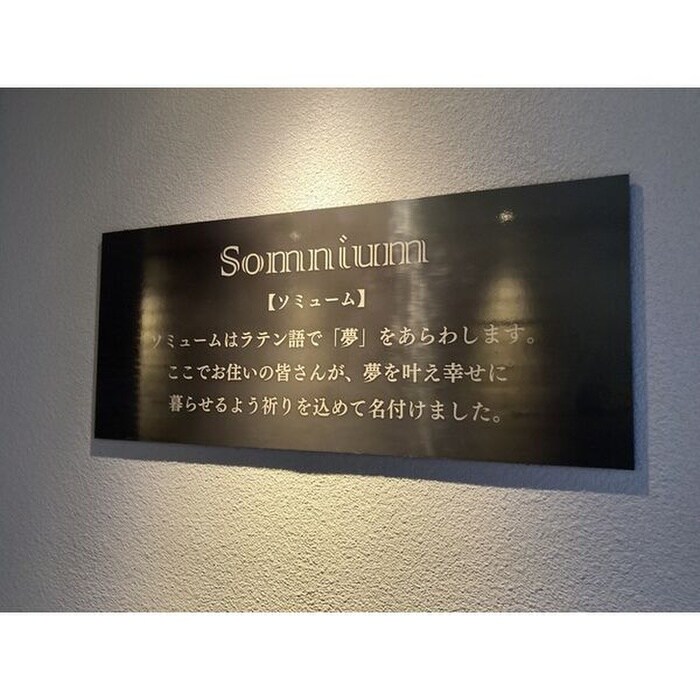 Somnium
【ソミューム】
ソミュームはラテン語で「夢」をあらわします。
ここでお住いの皆さんが、夢を叶え幸せに
暮らせるよう祈りを込めて名付けました。